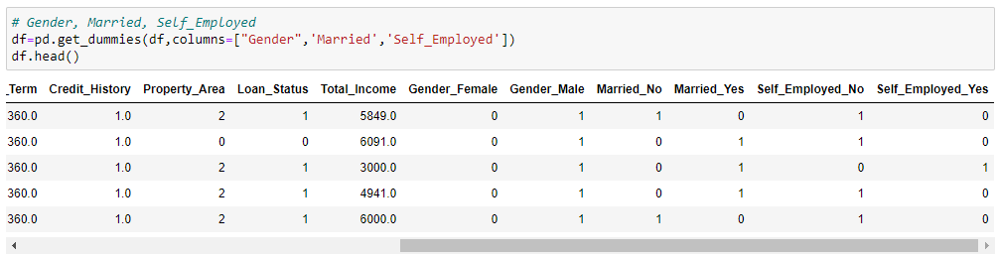 # Gender, Married, Self_Employed
df=pd.get_dummies(df,columns=["Gender",'Married','Self_Employed'])
df.head()
_Term Credit_History Property_Area Loan_Status Total_Income Gender_Female Gender_Male Married_No Married_Yes Self_Employed_No Self_Employed_Yes
360.0 1.0 2 1 5849.0 0 1 1 0 1 0
360.0 1.0 0 0 6091.0 0 1 0 1 1 0
360.0 1.0 2 1 3000.0 0 1 0 1 0 1
360.0 1.0 2 1 4941.0 0 1 0 1 1 0
360.0 1.0 2 1 6000.0 0 1 1 0 1 0